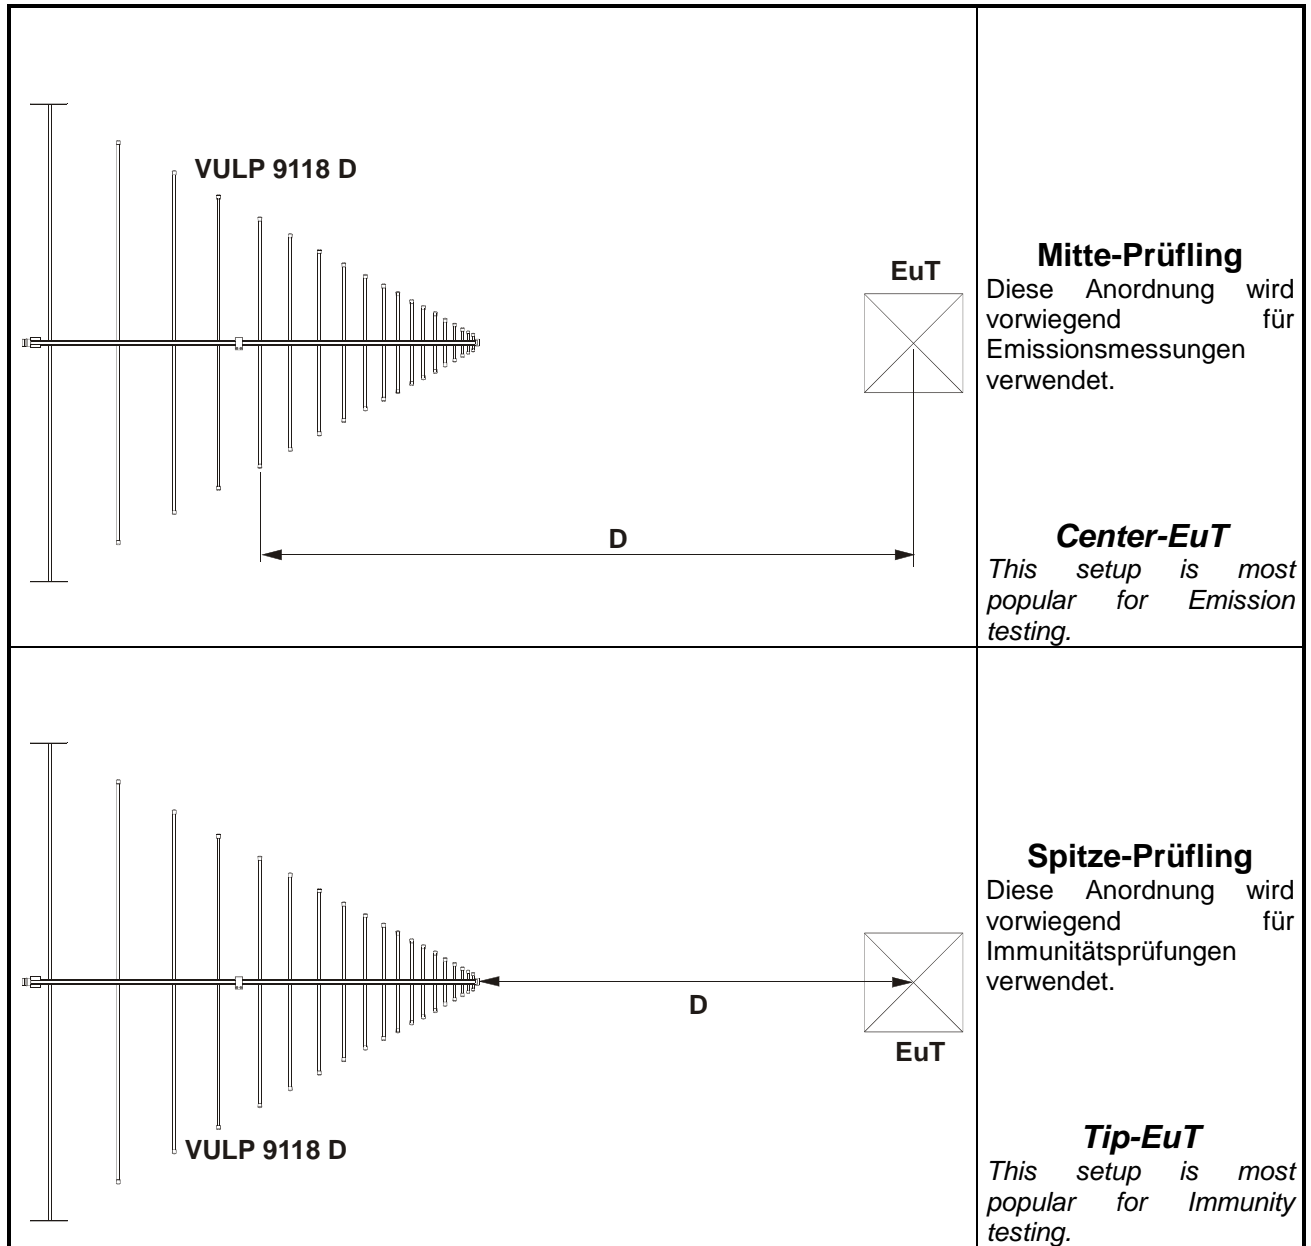 VULP 9118 D
EuT
D
Mitte-Prüfling
Diese Anordnung wird
vorwiegend für
Emissionsmessungen
verwendet.
Center-EuT
This setup is most
popular for Emission
testing.
VULP 9118 D
D
EuT
Spitze-Prüfling
Diese Anordnung wird
vorwiegend für
Immunitätsprüfungen
verwendet.
Tip-EuT
This setup is most
popular for Immunity
testing.